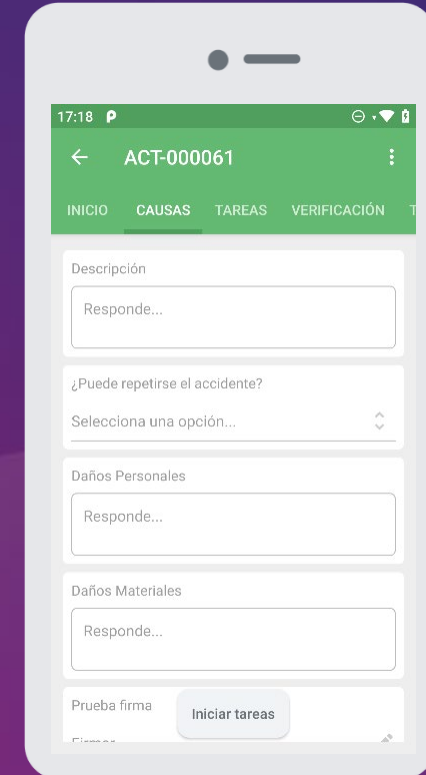 17:18
ACT-000061
INICIO CAUSAS TAREAS VERIFICACIÓN T
Descripción
Responde...
¿Puede repetirse el accidente?
Selecciona una opción...
Daños Personales
Responde...
Daños Materiales
Responde...
Prueba firma
Iniciar tareas
Firmar